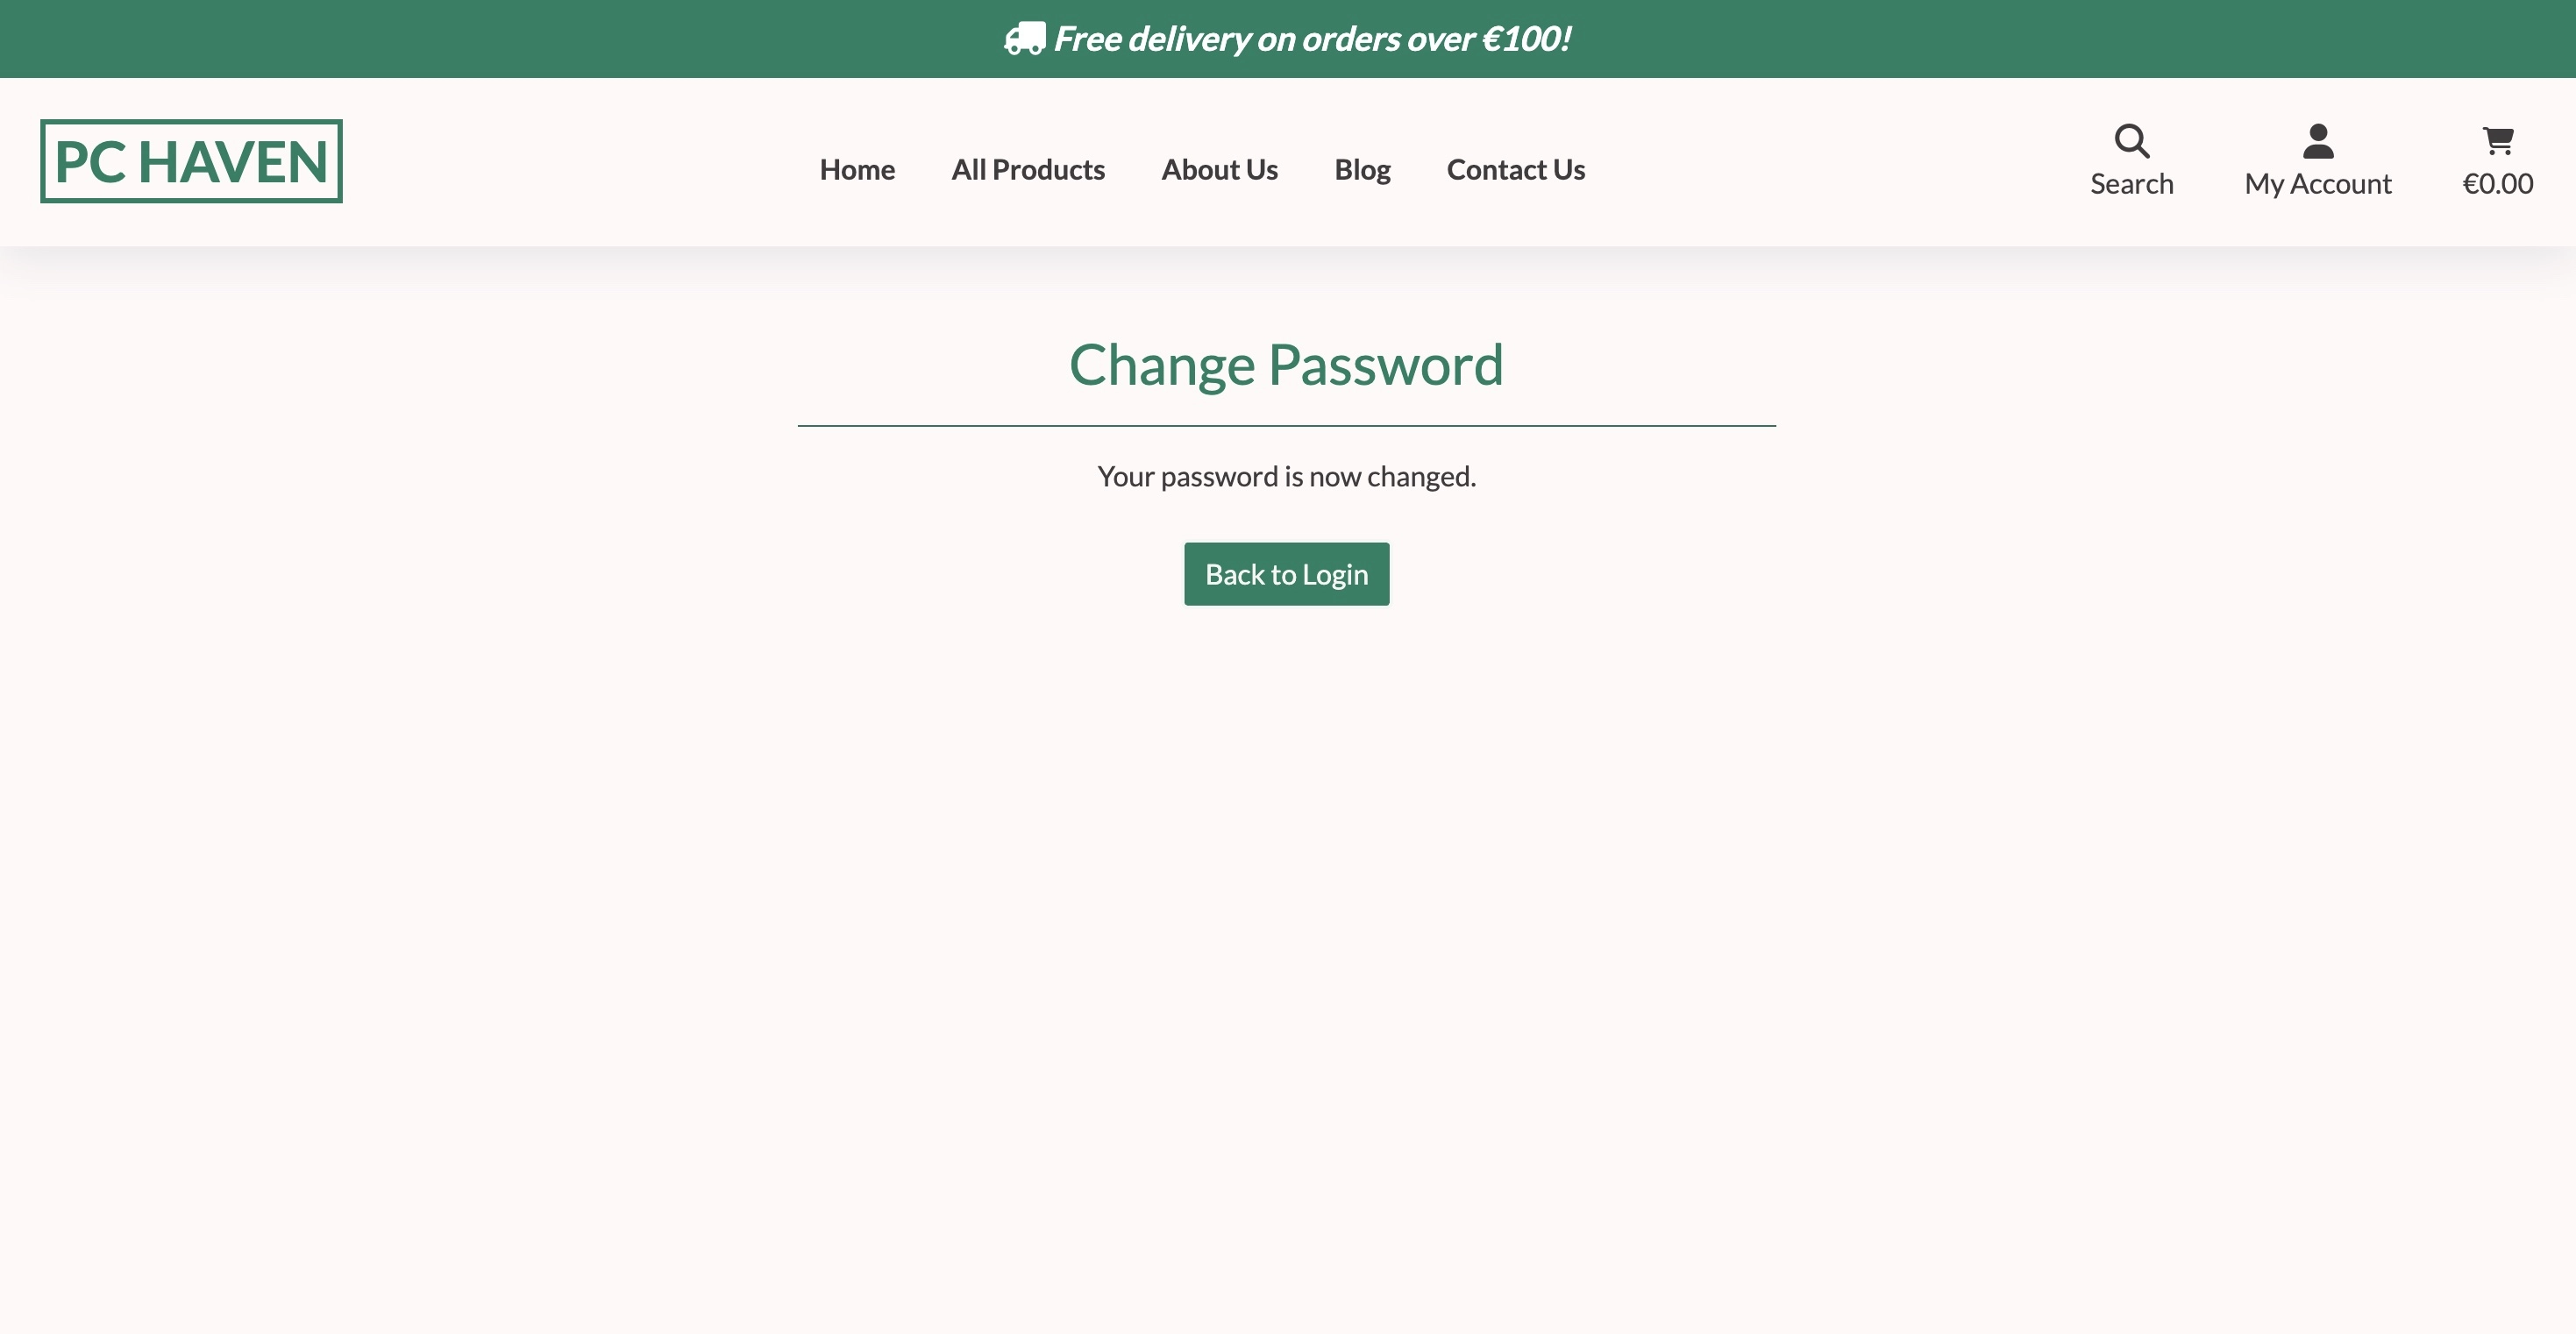 Free delivery on orders over €100!
PC HAVEN
Home All Products About Us Blog Contact Us
Search My Account €0.00
Change Password
Your password is now changed.
Back to Login